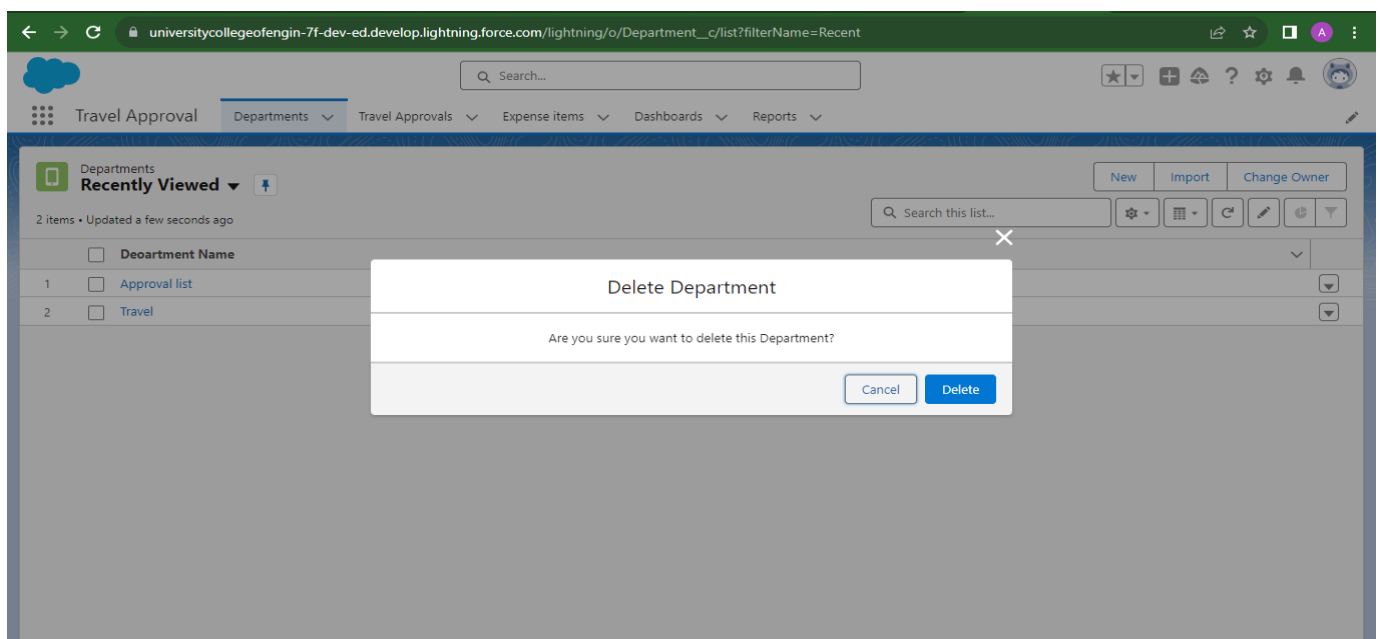 universitycollegeofengin-7f-dev-ed.develop.lightning.force.com/lightning/o/Department__c/list?filterName=Recent
A
Search...
Travel Approval Departments Travel Approvals Expense items Dashboards Reports
Departments
Recently Viewed
New Import Change Owner
2 items • Updated a few seconds ago
Search this list...
Deoartment Name
1 Approval list
2 Travel
Delete Department
Are you sure you want to delete this Department?
Cancel Delete